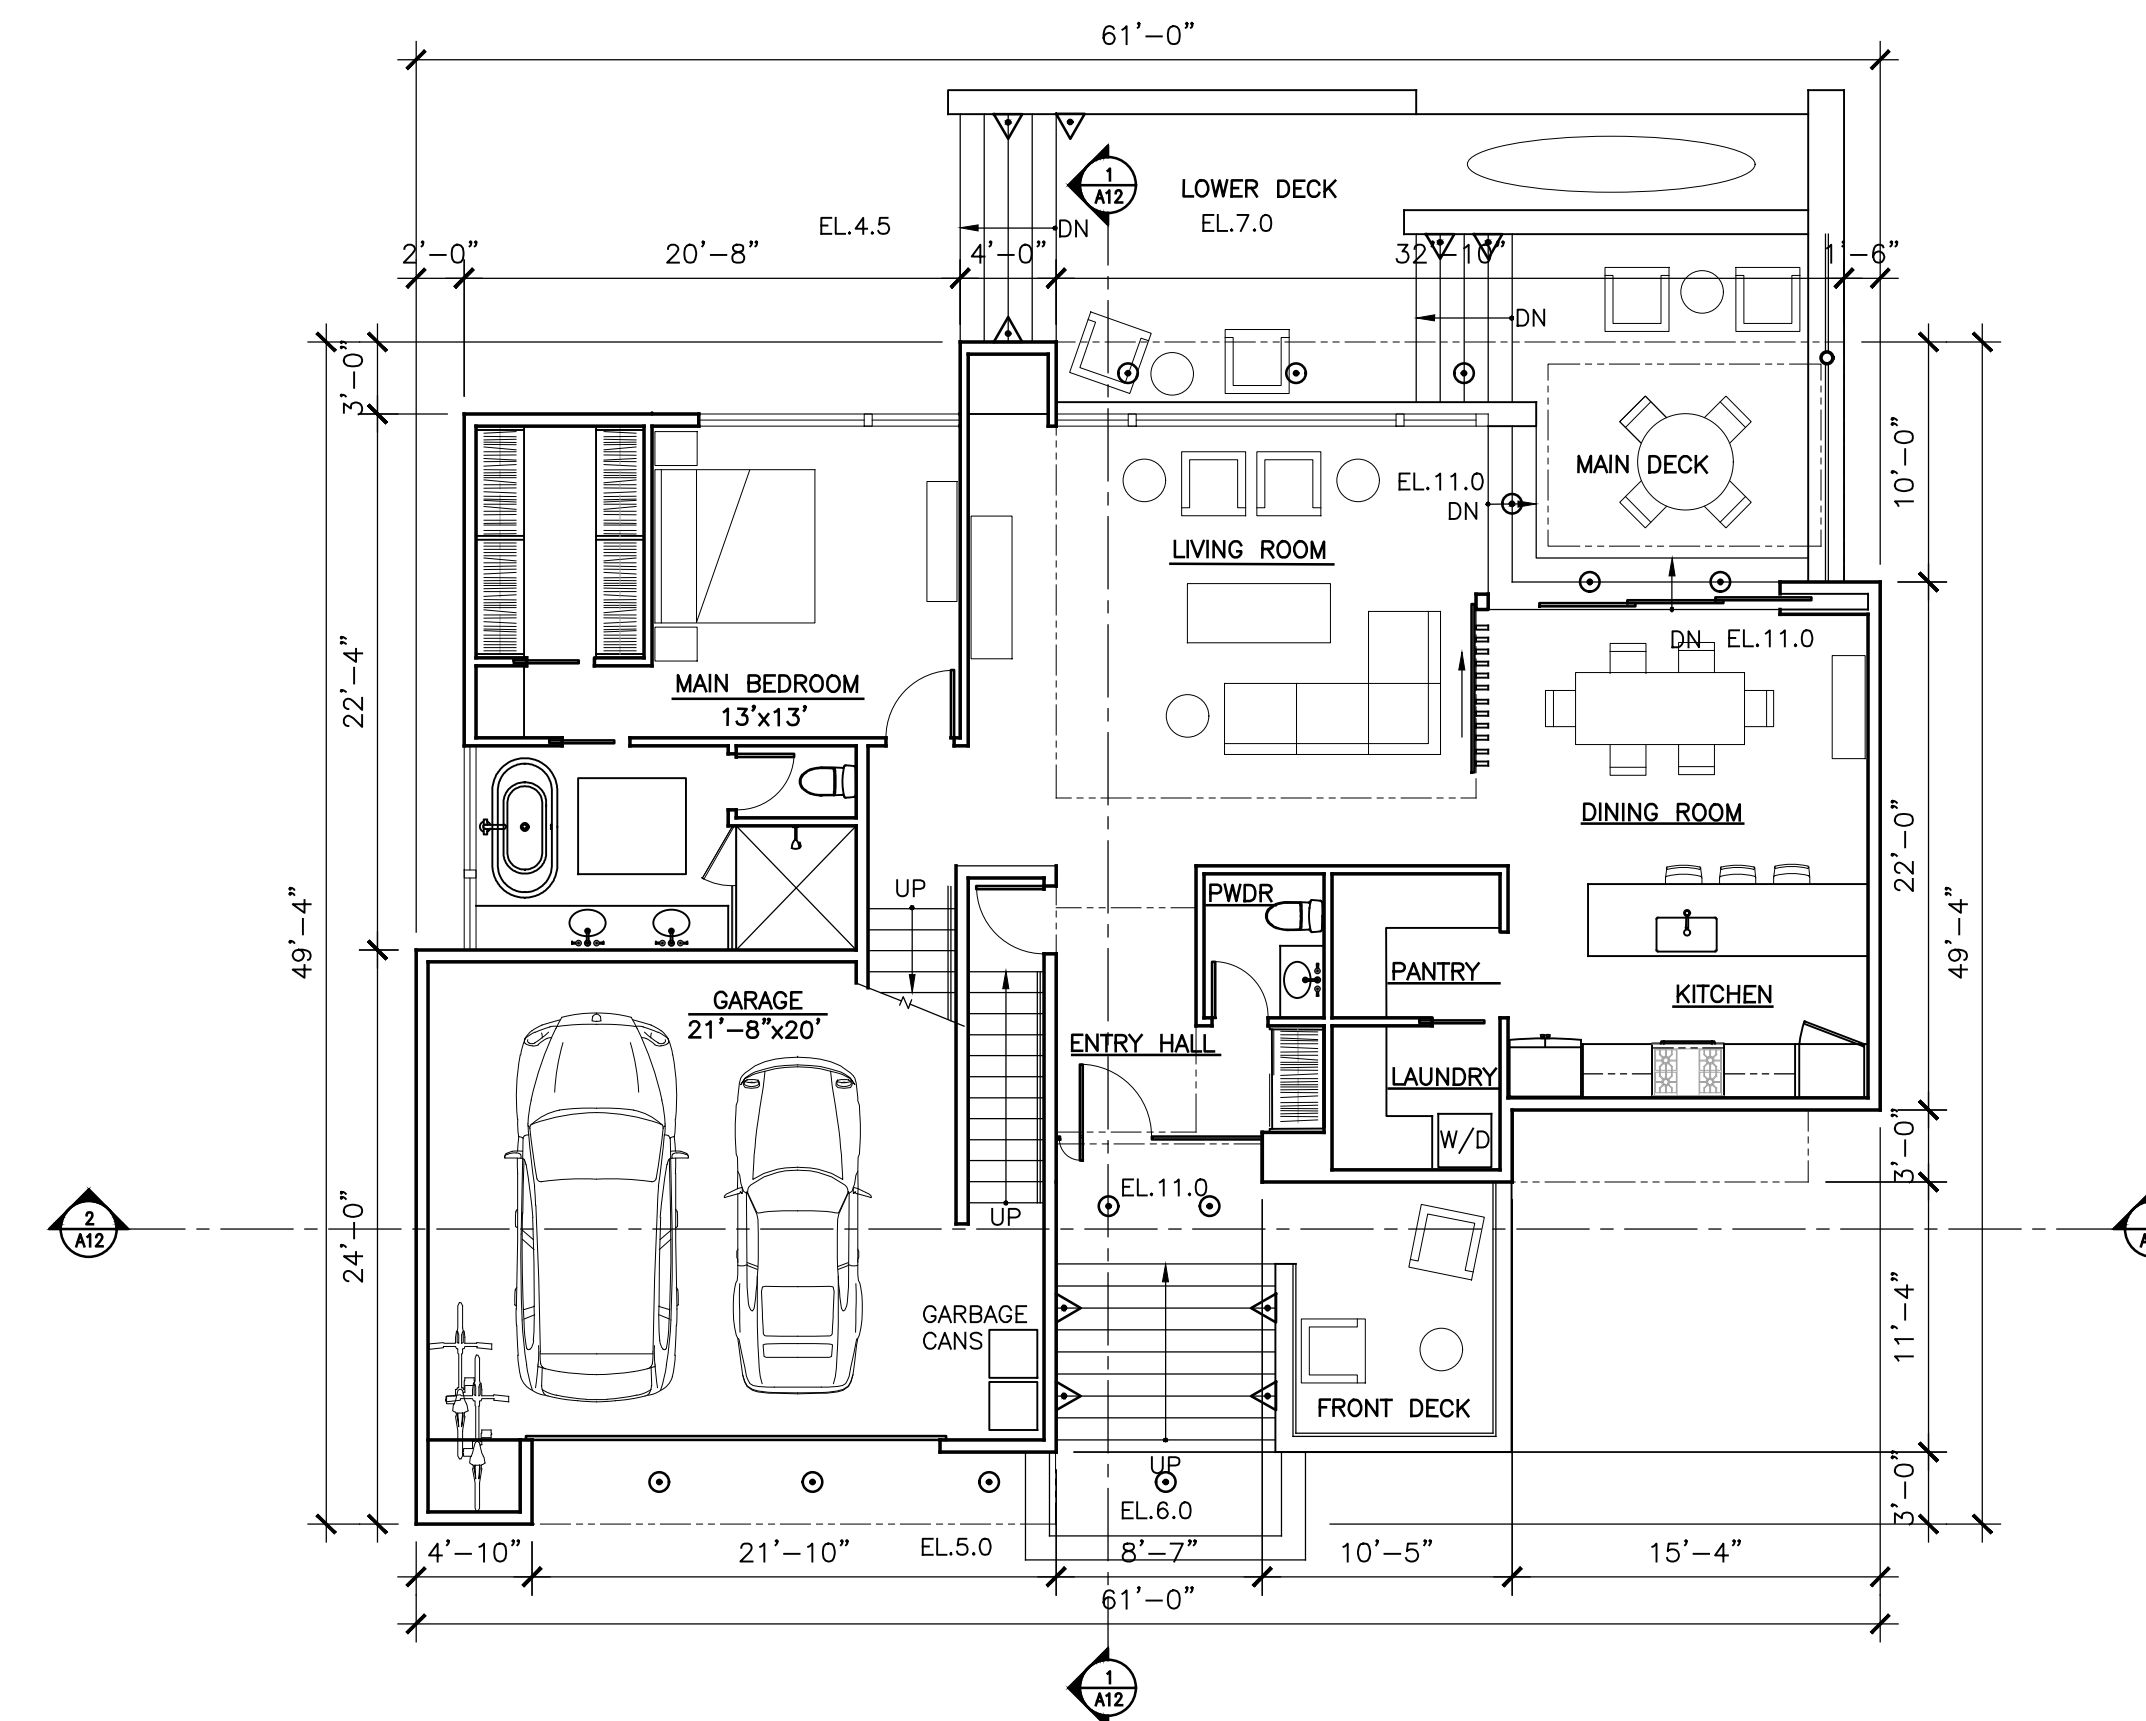 61'-0"
1
A12
LOWER DECK
EL.4.5
DN
EL.7.0
2'-0"
20'-8"
4'-0"
32'-10"
1'-6"
DN
3'-0"
10'-0"
MAIN DECK
EL.11.0
DN
LIVING ROOM
DN
EL.11.0
22'-4"
MAIN BEDROOM
13'x13'
DINING ROOM
22'-0"
49'-4"
49'-4"
UP
PWDR
PANTRY
KITCHEN
GARAGE
21'-8"x20'
ENTRY HALL
LAUNDRY
W/D
3'-0"
EL.11.0
UP
2
A12
24'-0"
GARBAGE
CANS
11'-4"
FRONT DECK
UP
EL.6.0
3'-0"
EL.5.0
4'-10"
21'-10"
8'-7"
10'-5"
15'-4"
61'-0"
1
A12